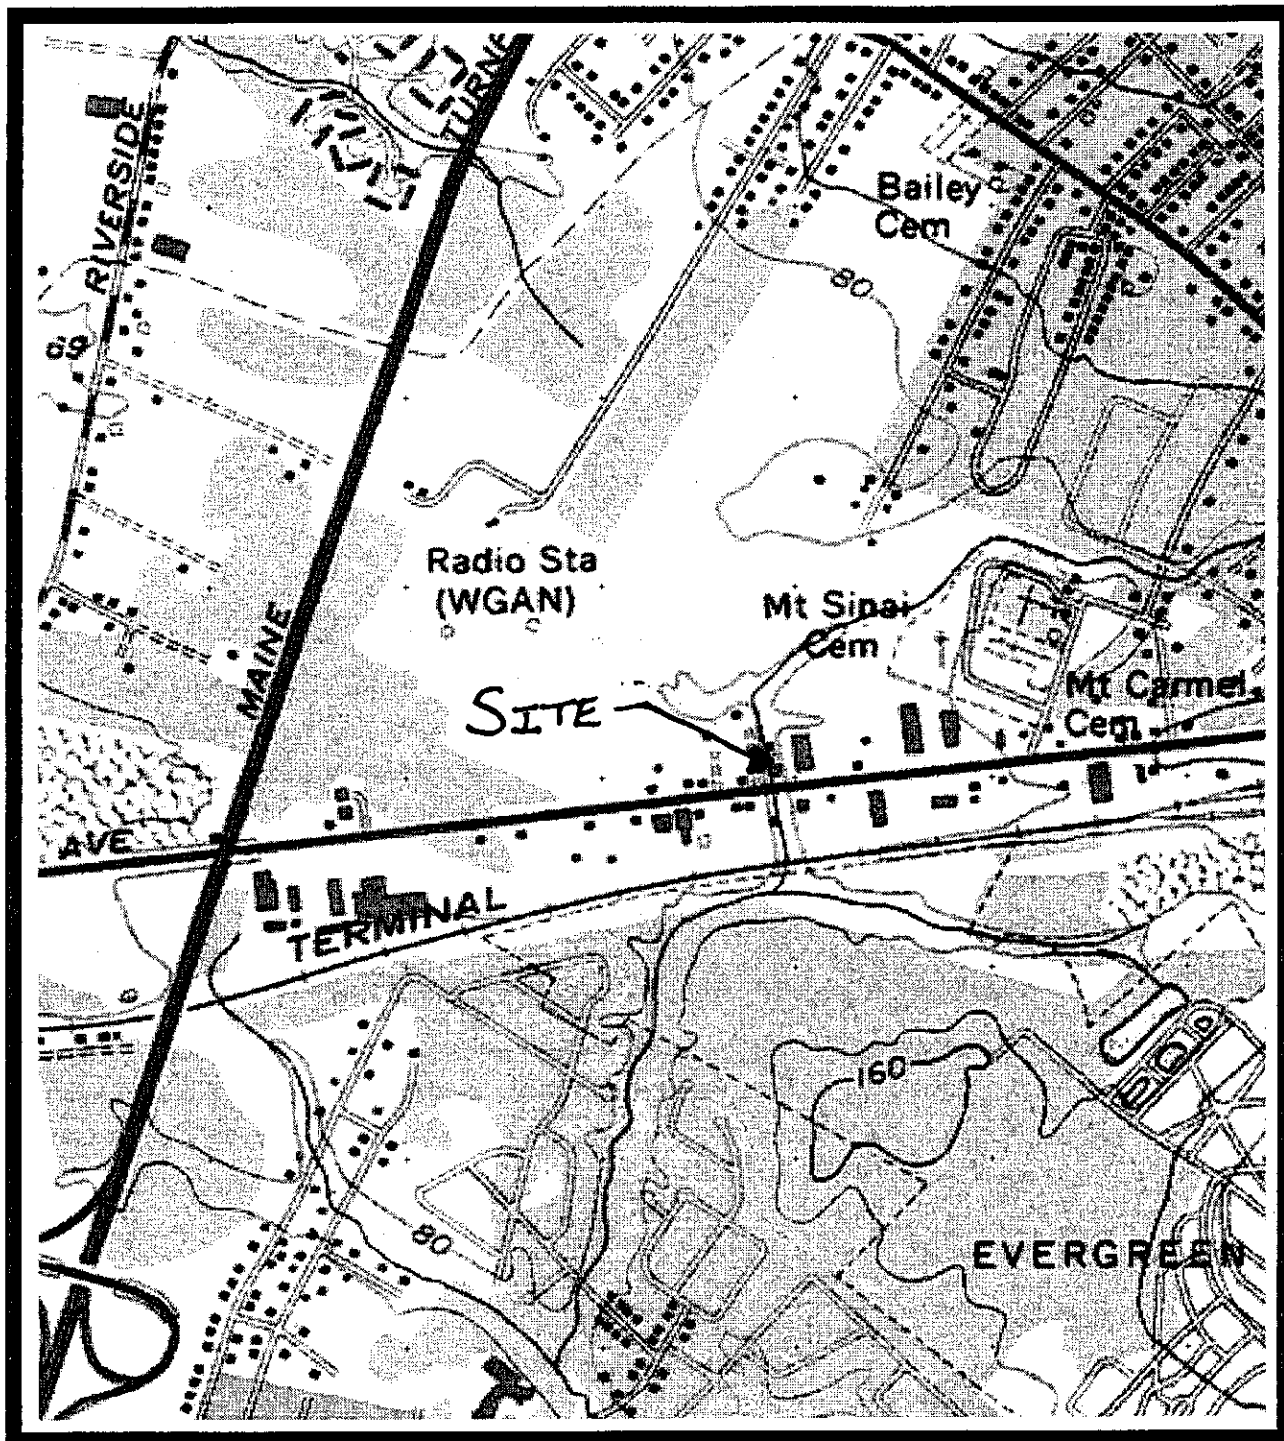 TURNP
RIVERSIDE
Bailey
Cem
80
69
Radio Sta
(WGAN)
MAINE
Mt Sinai
Cem
SITE
Mt Carmel
Cem
AVE
TERMINAL
160
80
EVERGREEN